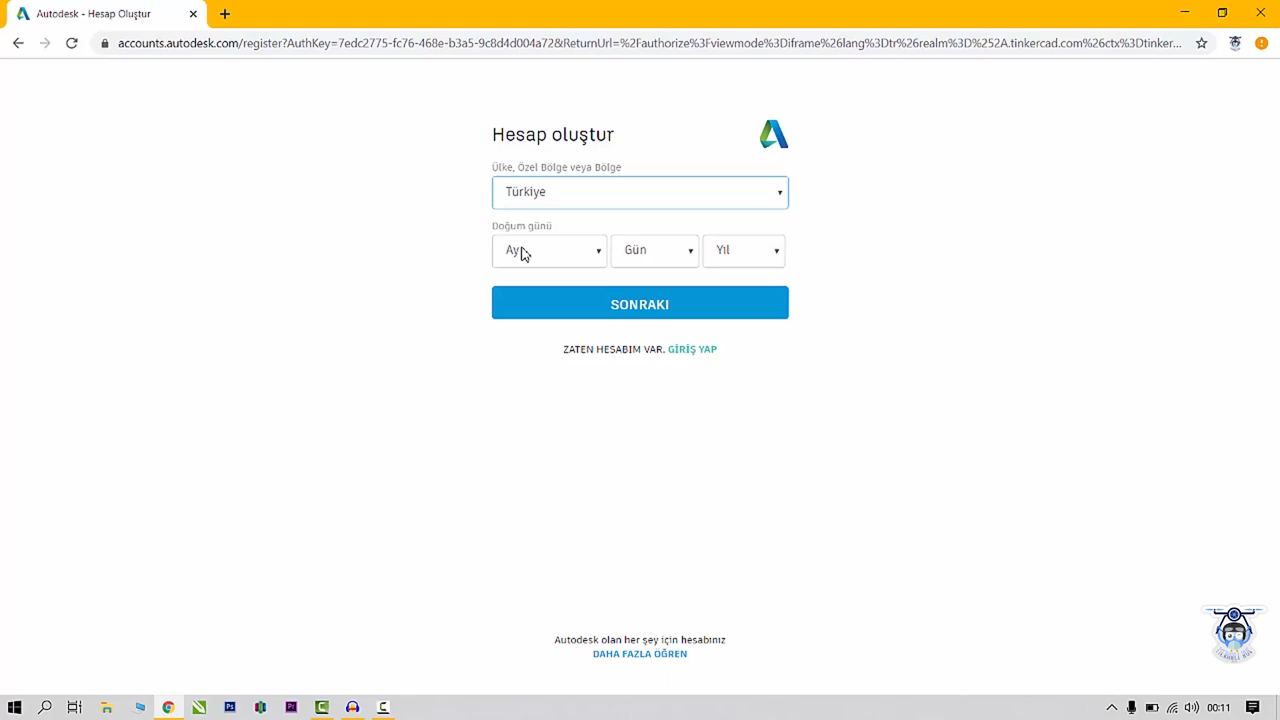 Autodesk - Hesap Oluştur
accounts.autodesk.com/register?AuthKey=7edc2775-fc76-468e-b3a5-9c8d4d004a72&ReturnUrl=%2Fauthorize%3Fviewmode%3Diframe%26lang%3Dtr%26realm%3D%252A.tinkercad.com%26ctx%3Dtinker...
Hesap oluştur
Ülke, Özel Bölge veya Bölge
Türkiye
Doğum günü
Ay Gün Yıl
SONRAKI
ZATEN HESABIM VAR. GİRİŞ YAP
Autodesk olan her şey için hesabınız
DAHA FAZLA ÖĞREN
Ps Pr 00:11